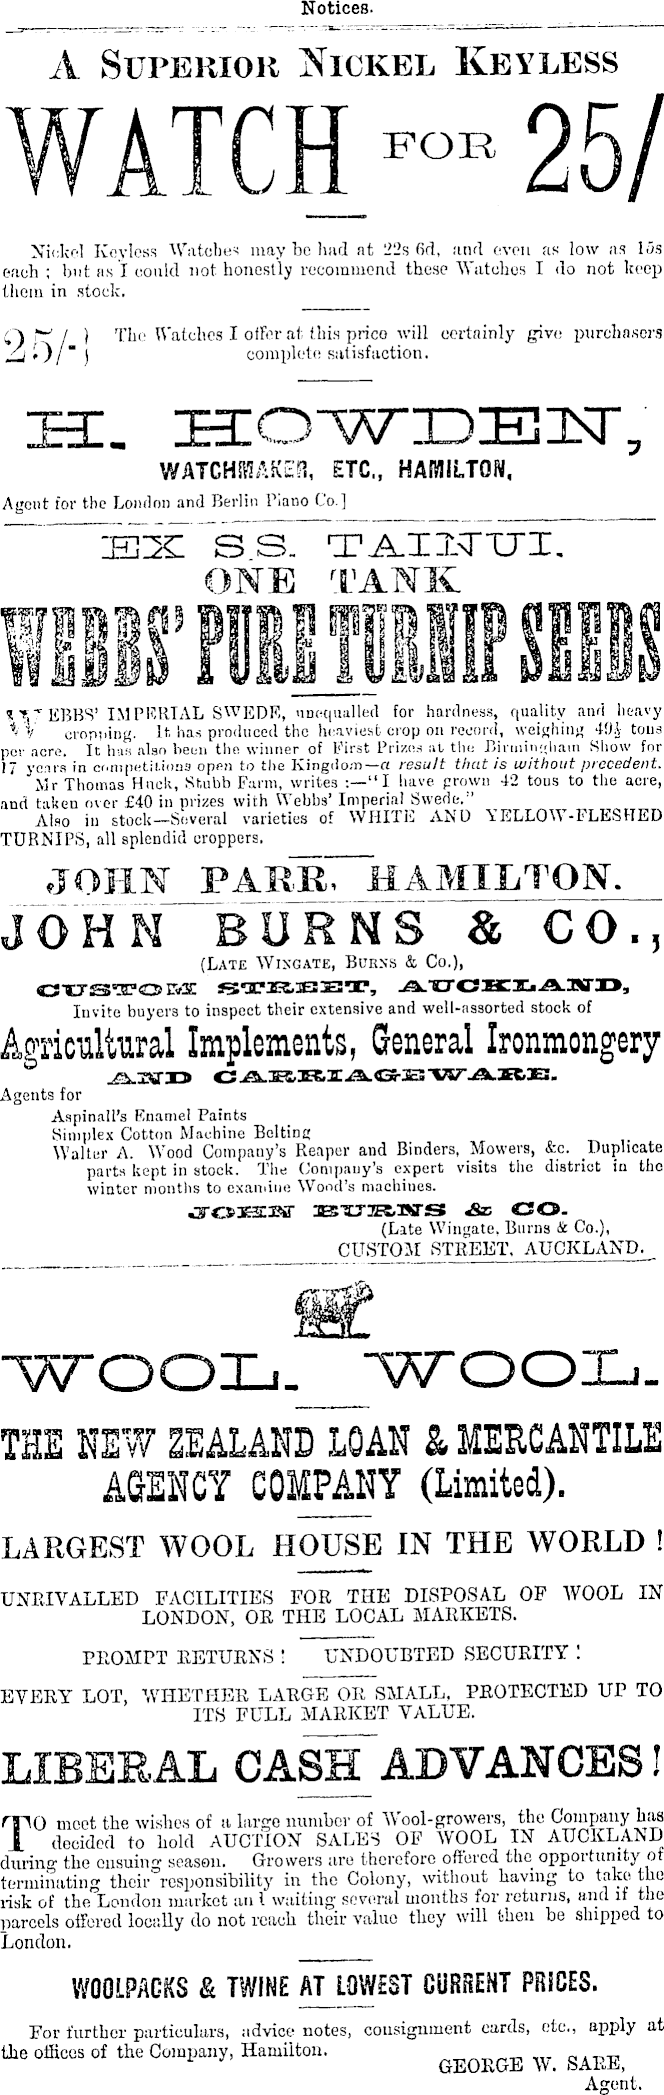 Notices.
A SUPERIOR NICKEL KEYLESS
WATCH FOR 25/
Nickel Keyless Watches may be had at 22s 6d, and even as low as 15s
each ; but as I could not honestly recommend these Watches I do not keep
them in stock.
25/-} The Watches I offer at this price will certainly give purchasers
complete satisfaction.
H. HOWDEN,
WATCHMAKER, ETC., HAMILTON,
Agent for the London and Berlin Piano Co.]
EX S.S. TAINUI.
ONE TANK
WEBBS' PURE TURNIP SEEDS
WEBBS' IMPERIAL SWEDE, unequalled for hardness, quality and heavy
cropping. It has produced the heaviest crop on record, weighing 49½ tons
per acre. It has also been the winner of First Prizes at the Birmingham Show for
17 years in competitions open to the Kingdom—a result that is without precedent.
Mr Thomas Huck, Stubb Farm, writes :—"I have grown 42 tons to the acre,
and taken over £40 in prizes with Webbs' Imperial Swede."
Also in stock—Several varieties of WHITE AND YELLOW-FLESHED
TURNIPS, all splendid croppers.
JOHN PARR, HAMILTON.
JOHN BURNS & CO.,
(LATE WINGATE, BURNS & Co.),
CUSTOM STREET, AUCKLAND,
Invite buyers to inspect their extensive and well-assorted stock of
Agricultural Implements, General Ironmongery
AND CARRIAGEWARE.
Agents for
Aspinall's Enamel Paints
Simplex Cotton Machine Belting
Walter A. Wood Company's Reaper and Binders, Mowers, &c. Duplicate
parts kept in stock. The Company's expert visits the district in the
winter months to examine Wood's machines.
JOHN BURNS & CO.
(Late Wingate, Burns & Co.),
CUSTOM STREET, AUCKLAND.
WOOL. WOOL.
THE NEW ZEALAND LOAN & MERCANTILE
AGENCY COMPANY (Limited).
LARGEST WOOL HOUSE IN THE WORLD !
UNRIVALLED FACILITIES FOR THE DISPOSAL OF WOOL IN
LONDON, OR THE LOCAL MARKETS.
PROMPT RETURNS ! UNDOUBTED SECURITY !
EVERY LOT, WHETHER LARGE OR SMALL, PROTECTED UP TO
ITS FULL MARKET VALUE.
LIBERAL CASH ADVANCES!
TO meet the wishes of a large number of Wool-growers, the Company has
decided to hold AUCTION SALES OF WOOL IN AUCKLAND
during the ensuing season. Growers are therefore offered the opportunity of
terminating their responsibility in the Colony, without having to take the
risk of the London market and waiting several months for returns, and if the
parcels offered locally do not reach their value they will then be shipped to
London.
WOOLPACKS & TWINE AT LOWEST CURRENT PRICES.
For further particulars, advice notes, consignment cards, etc., apply at
the offices of the Company, Hamilton.
GEORGE W. SARE,
Agent.